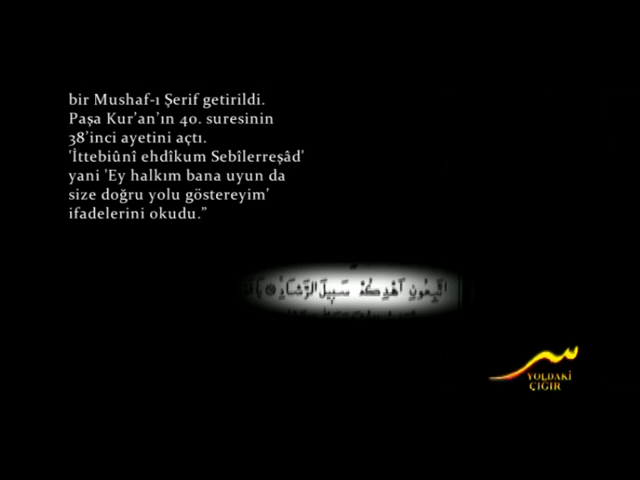 bir Mushaf-ı Şerif getirildi.
Paşa Kur’an’ın 40. suresinin
38’inci ayetini açtı.
'İttebiûnî ehdîkum Sebîlerreşâd'
yani 'Ey halkım bana uyun da
size doğru yolu göstereyim'
ifadelerini okudu.”
اتَّبِعُونِ اَهْدِكُمْ سَبِيلَ الرَّشَادِ
YOLDAKİ
ÇIĞIR